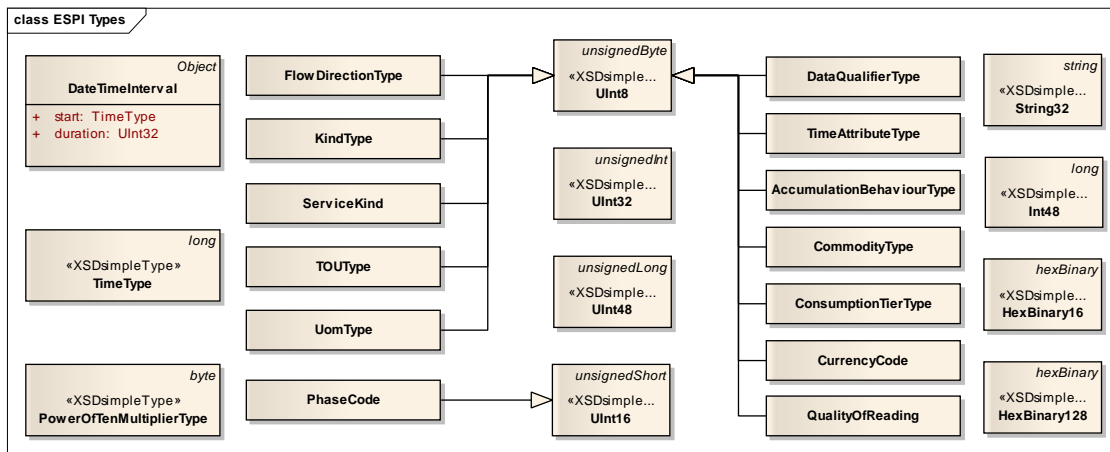 class ESPI Types
Object
DateTimeInterval
+ start: TimeType
+ duration: UInt32
long
«XSDsimpleType»
TimeType
byte
«XSDsimpleType»
PowerOfTenMultiplierType
FlowDirectionType
KindType
ServiceKind
TOUType
UomType
PhaseCode
unsignedByte
«XSDsimple...
UInt8
unsignedInt
«XSDsimple...
UInt32
unsignedLong
«XSDsimple...
UInt48
unsignedShort
«XSDsimple...
UInt16
DataQualifierType
TimeAttributeType
AccumulationBehaviourType
CommodityType
ConsumptionTierType
CurrencyCode
QualityOfReading
string
«XSDsimple...
String32
long
«XSDsimple...
Int48
hexBinary
«XSDsimple...
HexBinary16
hexBinary
«XSDsimple...
HexBinary128